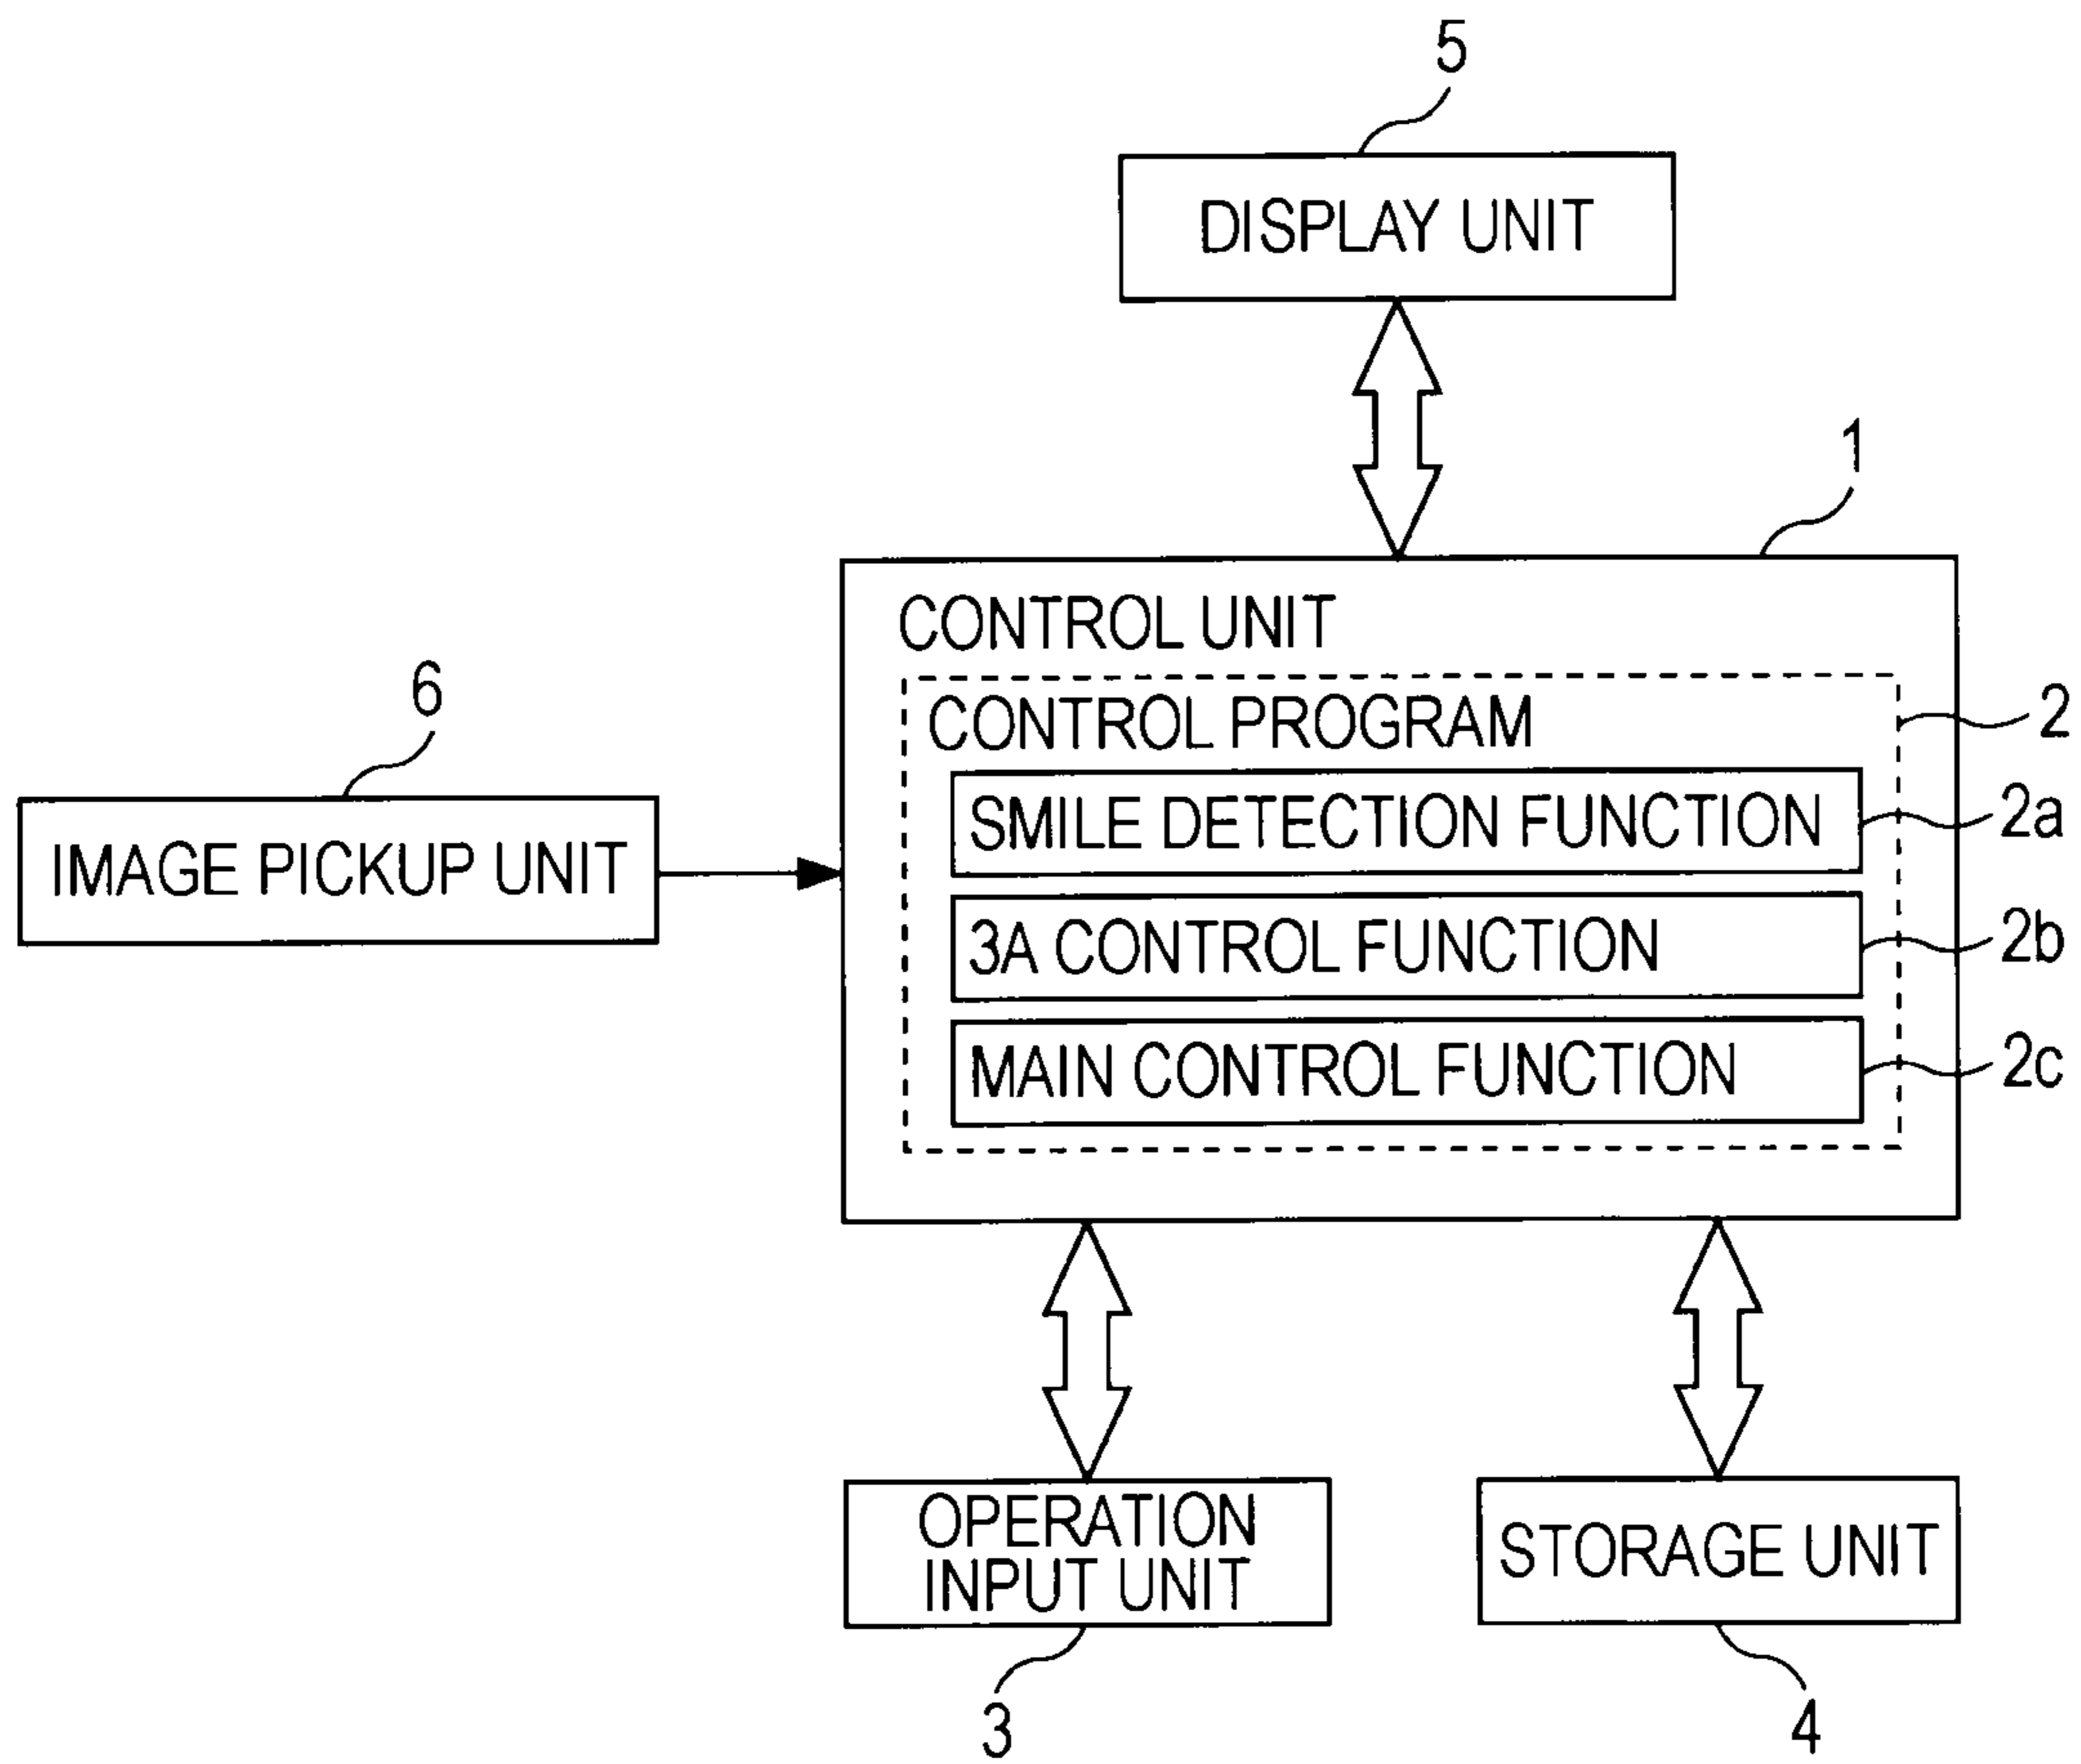 5
DISPLAY UNIT
1
CONTROL UNIT
6
CONTROL PROGRAM
2
IMAGE PICKUP UNIT
SMILE DETECTION FUNCTION
2a
3A CONTROL FUNCTION
2b
MAIN CONTROL FUNCTION
2c
OPERATION
INPUT UNIT
STORAGE UNIT
3
4